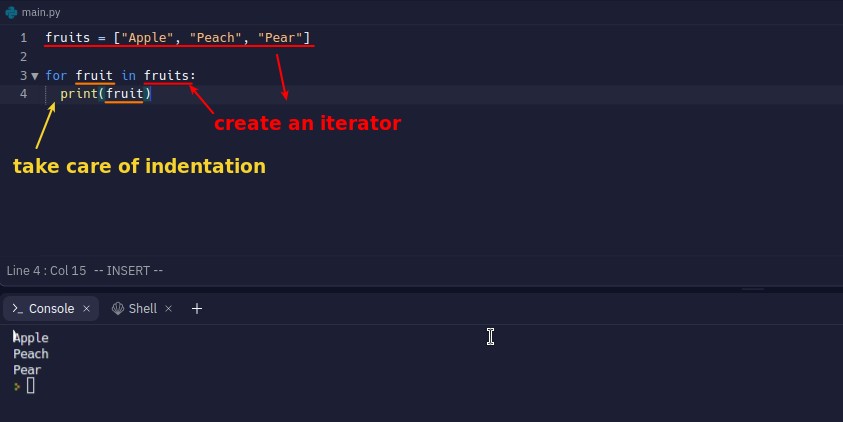 main.py
1 fruits = ["Apple", "Peach", "Pear"]
2
3 for fruit in fruits:
4 print(fruit)
create an iterator
take care of indentation
Line 4 : Col 15 -- INSERT --
Console × Shell × +
Apple
Peach
Pear